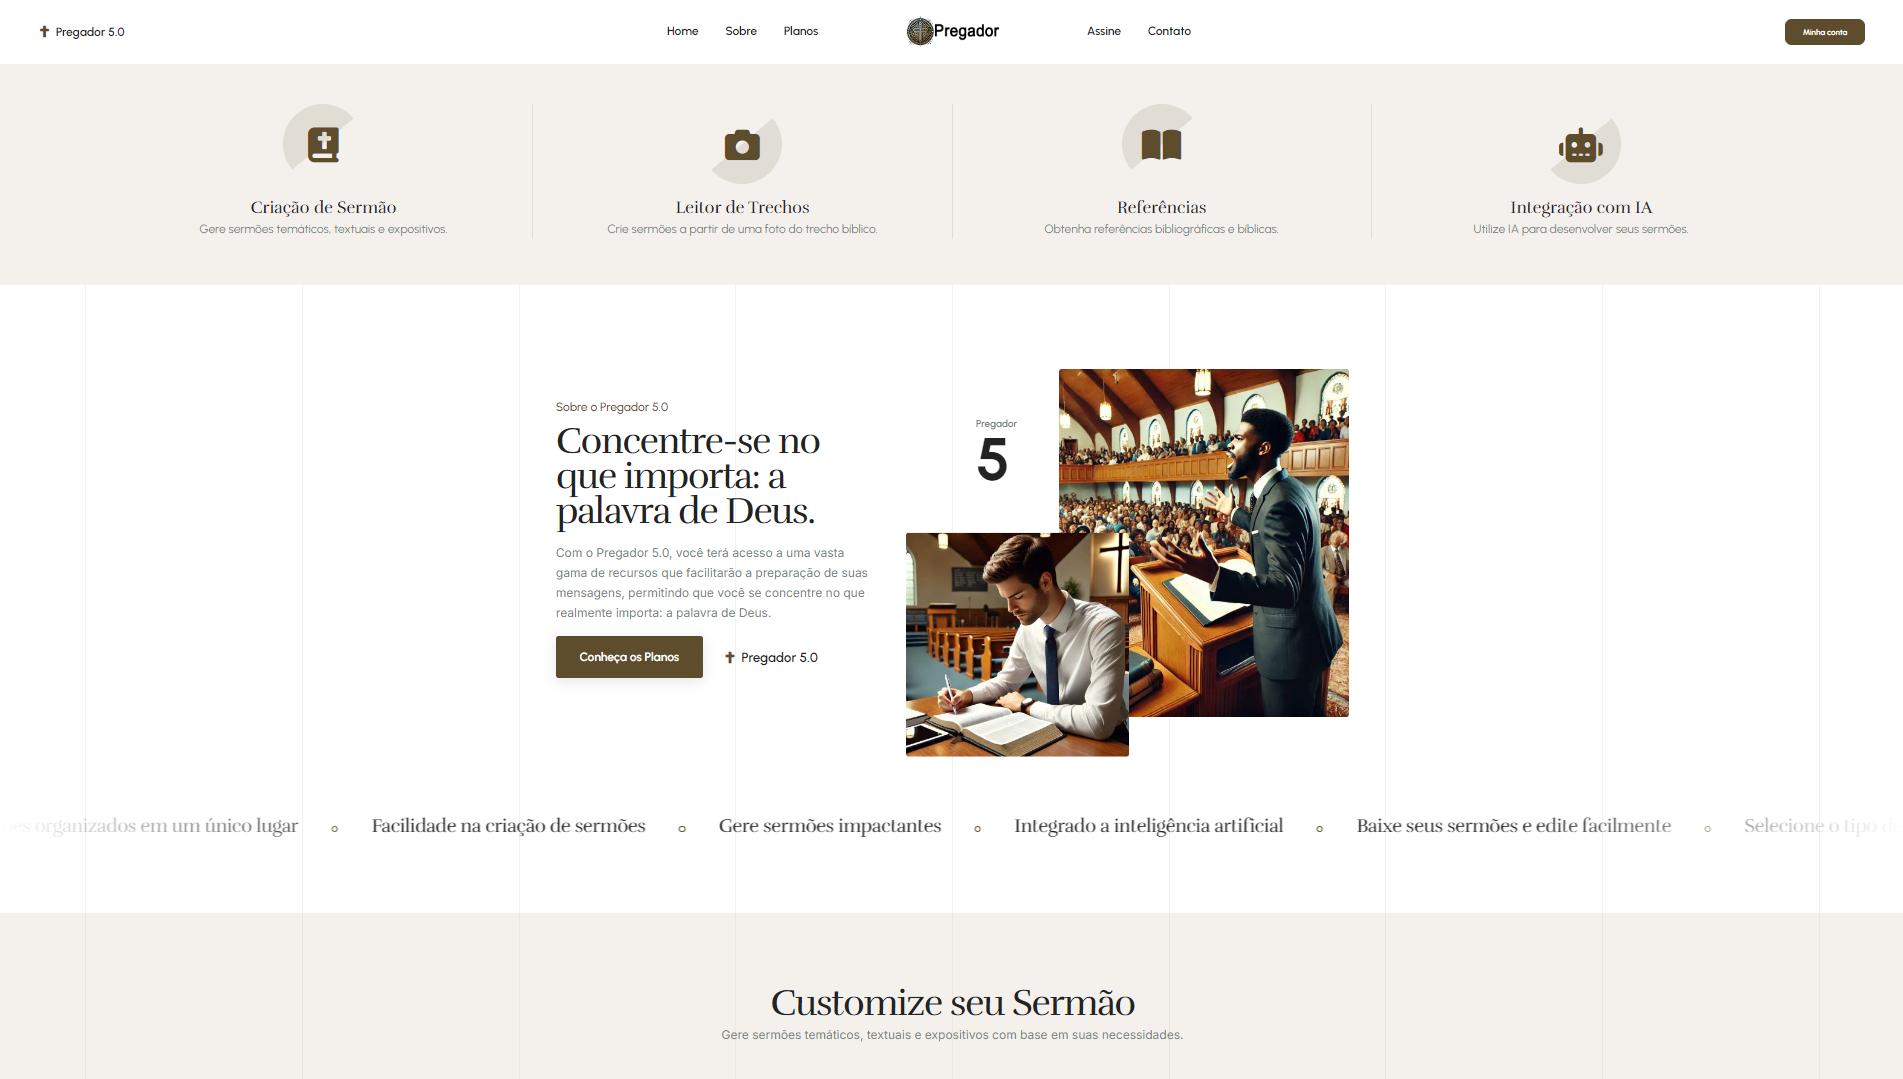 Pregador 5.0
Home
Sobre
Planos
Pregador
Assine
Contato
Minha conta
Criação de Sermão
Gere sermões temáticos, textuais e expositivos.
Leitor de Trechos
Crie sermões a partir de uma foto do trecho bíblico.
Referências
Obtenha referências bibliográficas e bíblicas.
Integração com IA
Utilize IA para desenvolver seus sermões.
Sobre o Pregador 5.0
Concentre-se no
que importa: a
palavra de Deus.
Com o Pregador 5.0, você terá acesso a uma vasta
gama de recursos que facilitarão a preparação de suas
mensagens, permitindo que você se concentre no que
realmente importa: a palavra de Deus.
Conheça os Planos
Pregador 5.0
Pregador
5
organizados em um único lugar
Facilidade na criação de sermões
Gere sermões impactantes
Integrado a inteligência artificial
Baixe seus sermões e edite facilmente
Selecione o tipo
Customize seu Sermão
Gere sermões temáticos, textuais e expositivos com base em suas necessidades.